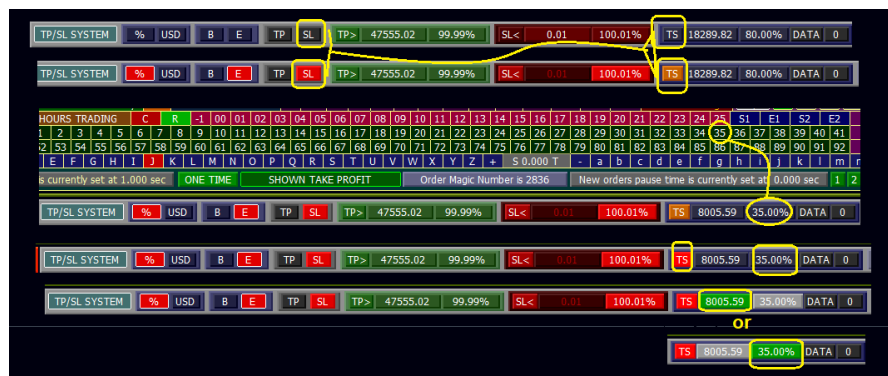 TP/SL SYSTEM % USD B E TP SL TP> 47555.02 99.99% SL< 0.01 100.01% TS 18289.82 80.00% DATA 0
TP/SL SYSTEM % USD B E TP SL TP> 47555.02 99.99% SL< 0.01 100.01% TS 18289.82 80.00% DATA 0
HOURS TRADING C R -1 00 01 02 03 04 05 06 07 08 09 10 11 12 13 14 15 16 17 18 19 20 21 22 23 24 25 S1 E1 S2 E2
1 2 3 4 5 6 7 8 9 10 11 12 13 14 15 16 17 18 19 20 21 22 23 24 25 26 27 28 29 30 31 32 33 34 35 36 37 38 39 40 41
52 53 54 55 56 57 58 59 60 61 62 63 64 65 66 67 68 69 70 71 72 73 74 75 76 77 78 79 80 81 82 83 84 85 86 87 88 89 90 91 92
E F G H I J K L M N O P Q R S T U V W X Y Z + S 0.000 T - a b c d e f g h i j k l m n
is currently set at 1.000 sec ONE TIME SHOWN TAKE PROFIT Order Magic Number is 2836 New orders pause time is currently set at 0.000 sec 1 2
TP/SL SYSTEM % USD B E TP SL TP> 47555.02 99.99% SL< 0.01 100.01% TS 8005.59 35.00% DATA 0
TP/SL SYSTEM % USD B E TP SL TP> 47555.02 99.99% SL< 0.01 100.01% TS 8005.59 35.00% DATA 0
TP/SL SYSTEM % USD B E TP SL TP> 47555.02 99.99% SL< 0.01 100.01% TS 8005.59 35.00% DATA 0
or
TS 8005.59 35.00% DATA 0